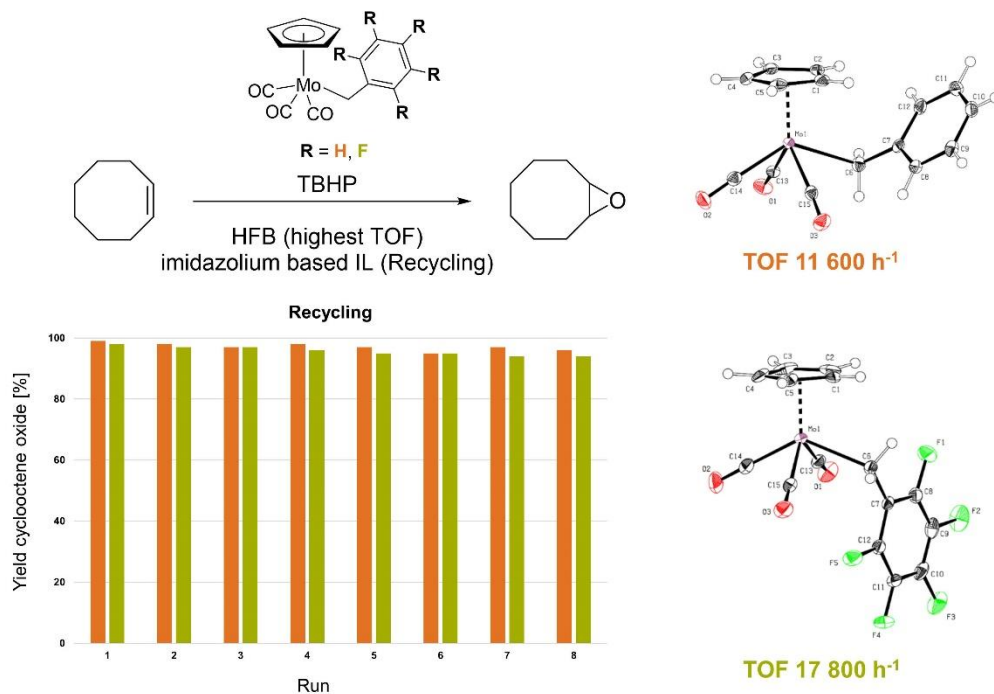 R R
R R
R
Mo
OC
OC CO
R = H, F
TBHP
O
HFB (highest TOF)
imidazolium based IL (Recycling)
C3 C2 C11
C4 C5 C1 C12 C10
Mo1 C7 C9
C6 C8
C14 C13
O2 O1 C15
O3
TOF 11 600 h⁻¹
Recycling
Yield cyclooctene oxide [%]
100
80
60
40
20
0
1 2 3 4 5 6 7 8
Run
C3 C2
C4 C5 C1
Mo1
C14 C6 F1
O2 C13 O1 C7 C8
C15 F2
O3 C9
C12
F5 C10
C11
F4 F3
TOF 17 800 h⁻¹